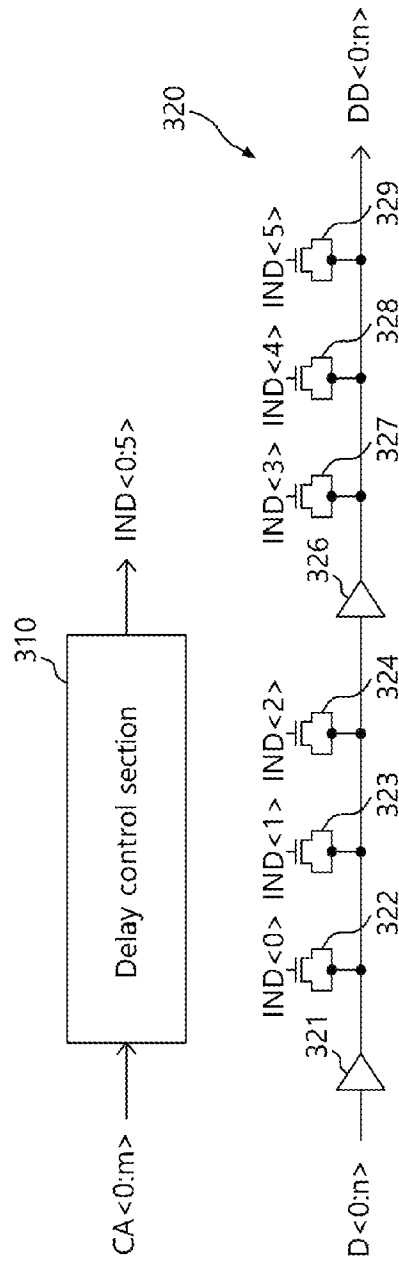 310
CA<0:m>
Delay control section
IND<0:5>
320
IND<0> IND<1> IND<2>
IND<3> IND<4> IND<5>
321
326
D<0:n>
DD<0:n>
322
323
324
327
328
329